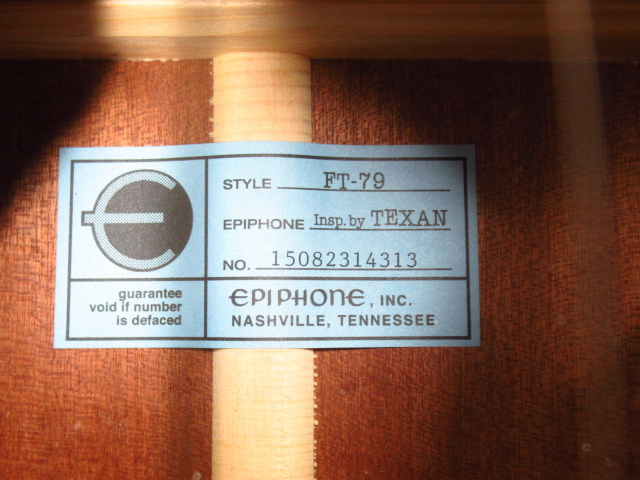 STYLE FT-79
EPIPHONE Insp. by TEXAN
NO. 15082314313
guarantee
void if number
is defaced
EPIPHONE, INC.
NASHVILLE, TENNESSEE